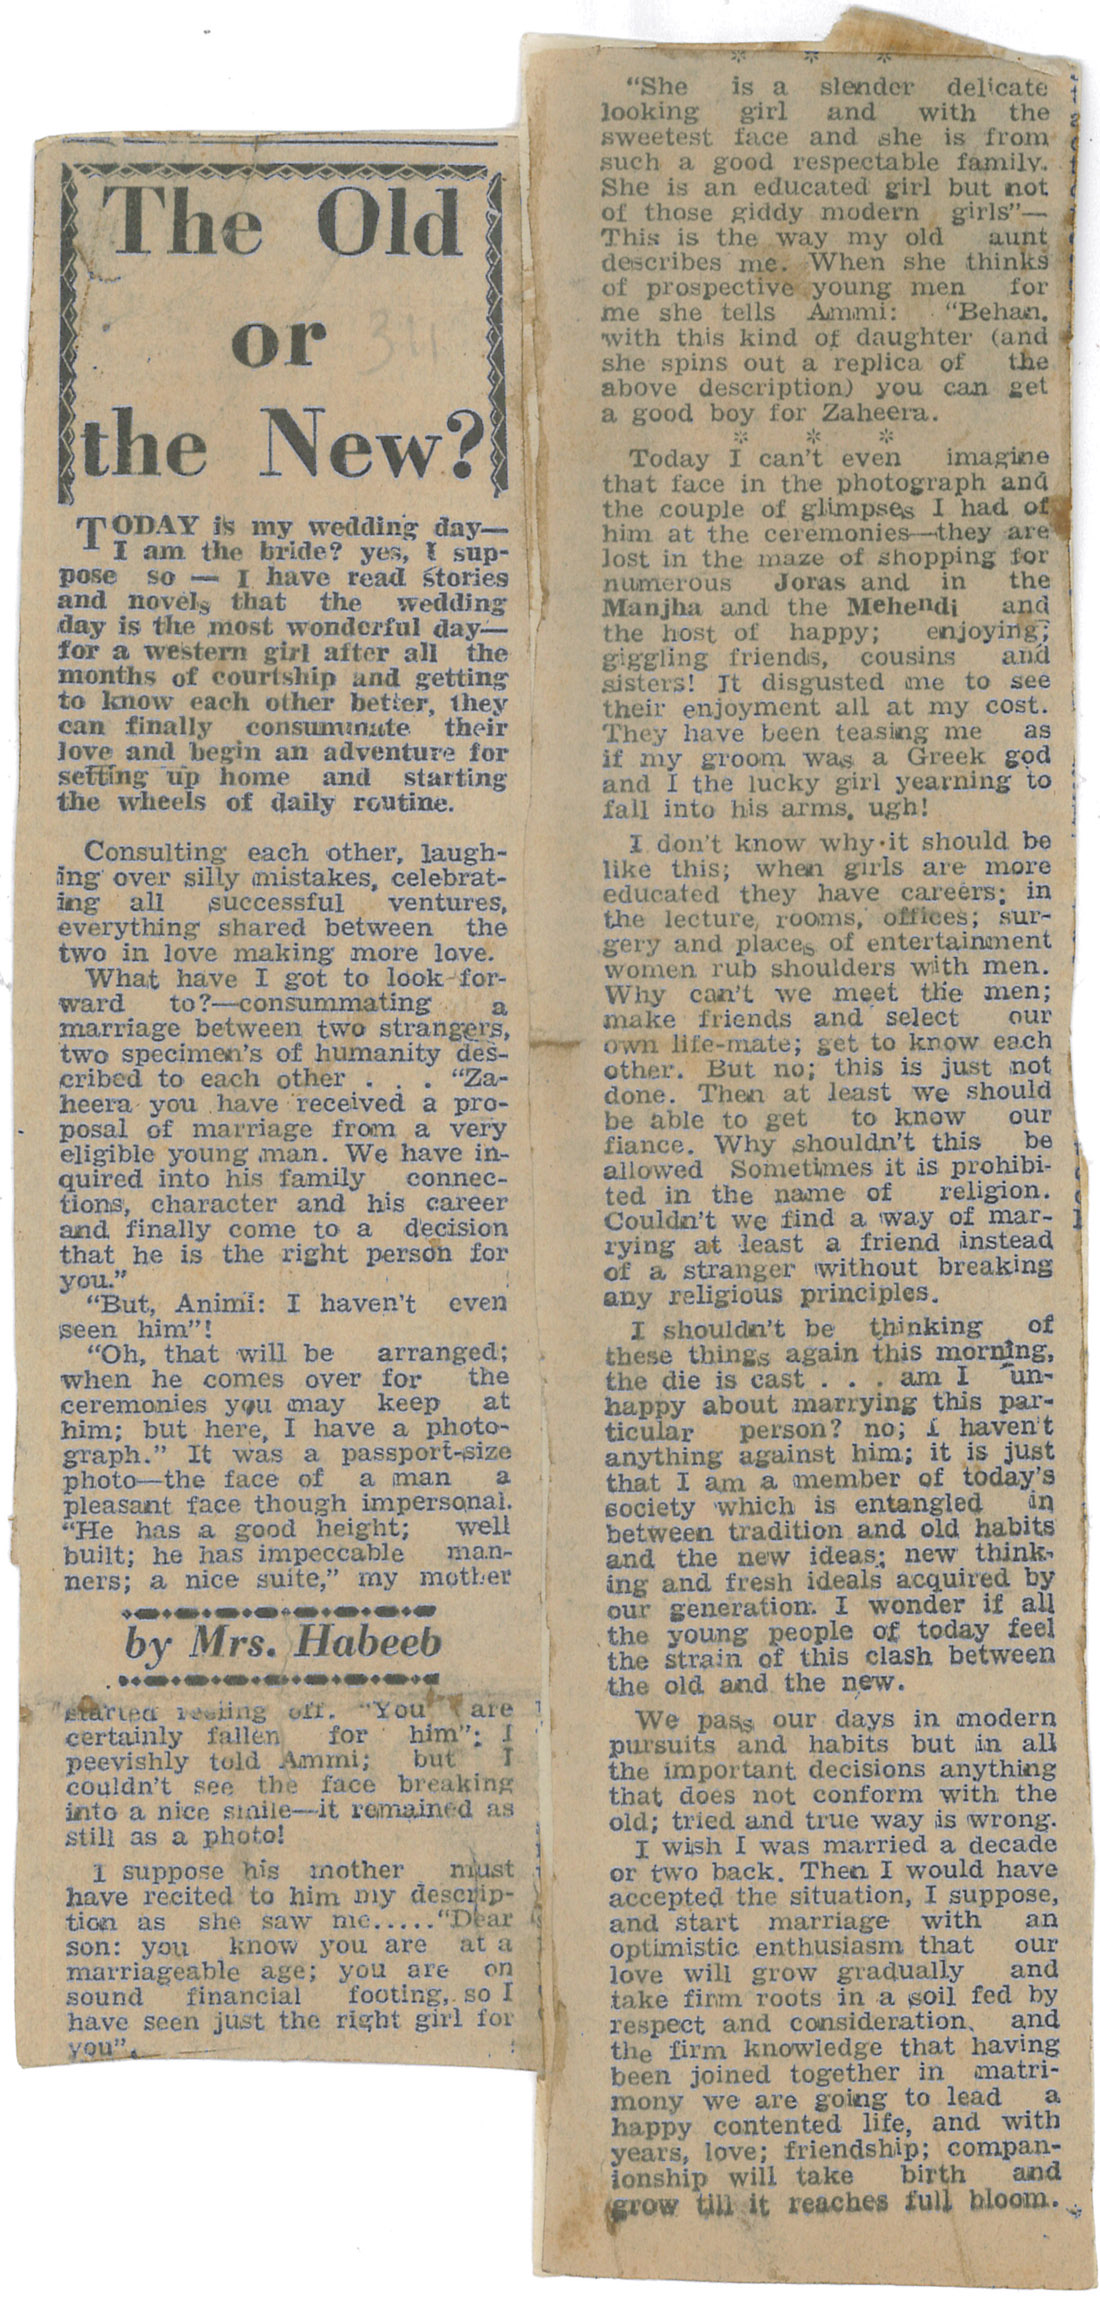 The Old
or
the New?
311
TODAY is my wedding day—
I am the bride? yes, I sup-
pose so — I have read stories
and novels that the wedding
day is the most wonderful day—
for a western girl after all the
months of courtship and getting
to know each other better, they
can finally consummate their
love and begin an adventure for
setting up home and starting
the wheels of daily routine.
Consulting each other, laugh-
ing over silly mistakes, celebrat-
ing all successful ventures,
everything shared between the
two in love making more love.
What have I got to look for-
ward to?—consummating a
marriage between two strangers,
two specimen's of humanity des-
cribed to each other . . . "Za-
heera you have received a pro-
posal of marriage from a very
eligible young man. We have in-
quired into his family connec-
tions, character and his career
and finally come to a decision
that he is the right person for
you."
"But, Animi: I haven't even
seen him"!
"Oh, that will be arranged;
when he comes over for the
ceremonies you may keep at
him; but here, I have a photo-
graph." It was a passport-size
photo—the face of a man a
pleasant face though impersonal.
"He has a good height; well
built; he has impeccable man-
ners; a nice suite," my mother
by Mrs. Habeeb
started reeling off. "You are
certainly fallen for him"; I
peevishly told Ammi; but I
couldn't see the face breaking
into a nice smile—it remained as
still as a photo!
I suppose his mother must
have recited to him my descrip-
tion as she saw me....."Dear
son: you know you are at a
marriageable age; you are on
sound financial footing, so I
have seen just the right girl for
you".
* * *
"She is a slender delicate
looking girl and with the
sweetest face and she is from
such a good respectable family.
She is an educated girl but not
of those giddy modern girls"—
This is the way my old aunt
describes me. When she thinks
of prospective young men for
me she tells Ammi: "Behan,
with this kind of daughter (and
she spins out a replica of the
above description) you can get
a good boy for Zaheera.
* * *
Today I can't even imagine
that face in the photograph and
the couple of glimpses I had of
him at the ceremonies—they are
lost in the maze of shopping for
numerous Joras and in the
Manjha and the Mehendi and
the host of happy; enjoying;
giggling friends, cousins and
sisters! It disgusted me to see
their enjoyment all at my cost.
They have been teasing me as
if my groom was a Greek god
and I the lucky girl yearning to
fall into his arms, ugh!
I don't know why it should be
like this; when girls are more
educated they have careers; in
the lecture, rooms, offices; sur-
gery and places of entertainment
women rub shoulders with men.
Why can't we meet the men;
make friends and select our
own life-mate; get to know each
other. But no; this is just not
done. Then at least we should
be able to get to know our
fiance. Why shouldn't this be
allowed Sometimes it is prohibi-
ted in the name of religion.
Couldn't we find a way of mar-
rying at least a friend instead
of a stranger without breaking
any religious principles.
I shouldn't be thinking of
these things again this morning,
the die is cast . . . am I un-
happy about marrying this par-
ticular person? no; I haven't
anything against him; it is just
that I am a member of today's
society which is entangled in
between tradition and old habits
and the new ideas; new think-
ing and fresh ideals acquired by
our generation. I wonder if all
the young people of today feel
the strain of this clash between
the old and the new.
We pass our days in modern
pursuits and habits but in all
the important decisions anything
that does not conform with the
old; tried and true way is wrong.
I wish I was married a decade
or two back. Then I would have
accepted the situation, I suppose,
and start marriage with an
optimistic enthusiasm that our
love will grow gradually and
take firm roots in a soil fed by
respect and consideration, and
the firm knowledge that having
been joined together in matri-
mony we are going to lead a
happy contented life, and with
years, love; friendship; compan-
ionship will take birth and
grow till it reaches full bloom.